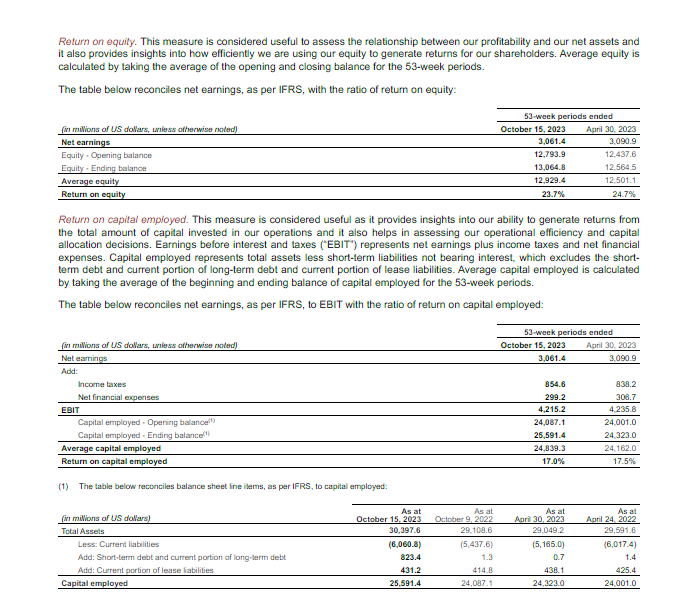 Return on equity. This measure is considered useful to assess the relationship between our profitability and our net assets and
it also provides insights into how efficiently we are using our equity to generate returns for our shareholders. Average equity is
calculated by taking the average of the opening and closing balance for the 53-week periods.
The table below reconciles net earnings, as per IFRS, with the ratio of return on equity:
53-week periods ended
(in millions of US dollars, unless otherwise noted) October 15, 2023 April 30, 2023
Net earnings 3,061.4 3,090.9
Equity - Opening balance 12,793.9 12,437.6
Equity - Ending balance 13,064.8 12,564.5
Average equity 12,929.4 12,501.1
Return on equity 23.7% 24.7%
Return on capital employed. This measure is considered useful as it provides insights into our ability to generate returns from
the total amount of capital invested in our operations and it also helps in assessing our operational efficiency and capital
allocation decisions. Earnings before interest and taxes ("EBIT") represents net earnings plus income taxes and net financial
expenses. Capital employed represents total assets less short-term liabilities not bearing interest, which excludes the short-
term debt and current portion of long-term debt and current portion of lease liabilities. Average capital employed is calculated
by taking the average of the beginning and ending balance of capital employed for the 53-week periods.
The table below reconciles net earnings, as per IFRS, to EBIT with the ratio of return on capital employed:
53-week periods ended
(in millions of US dollars, unless otherwise noted) October 15, 2023 April 30, 2023
Net earnings 3,061.4 3,090.9
Add:
Income taxes 854.6 838.2
Net financial expenses 299.2 306.7
EBIT 4,215.2 4,235.8
Capital employed - Opening balance(1) 24,087.1 24,001.0
Capital employed - Ending balance(1) 25,591.4 24,323.0
Average capital employed 24,839.3 24,162.0
Return on capital employed 17.0% 17.5%
(1) The table below reconciles balance sheet line items, as per IFRS, to capital employed:
As at As at As at As at
(in millions of US dollars) October 15, 2023 October 9, 2022 April 30, 2023 April 24, 2022
Total Assets 30,397.6 29,108.6 29,049.2 29,591.6
Less: Current liabilities (6,060.8) (5,437.6) (5,165.0) (6,017.4)
Add: Short-term debt and current portion of long-term debt 823.4 1.3 0.7 1.4
Add: Current portion of lease liabilities 431.2 414.8 438.1 425.4
Capital employed 25,591.4 24,087.1 24,323.0 24,001.0